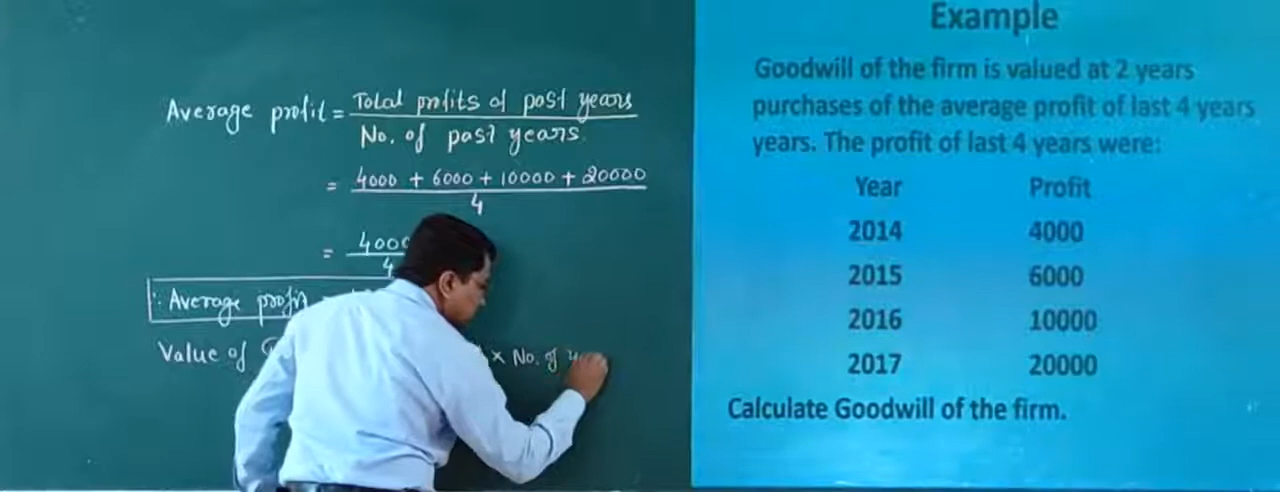 Average profit = Total profits of past years
No. of past years.
= 4000 + 6000 + 10000 + 20000
4
= 4000
4
∴ Average profit =
Value of
× No. of
Example
Goodwill of the firm is valued at 2 years
purchases of the average profit of last 4 years
years. The profit of last 4 years were:
Year Profit
2014 4000
2015 6000
2016 10000
2017 20000
Calculate Goodwill of the firm.